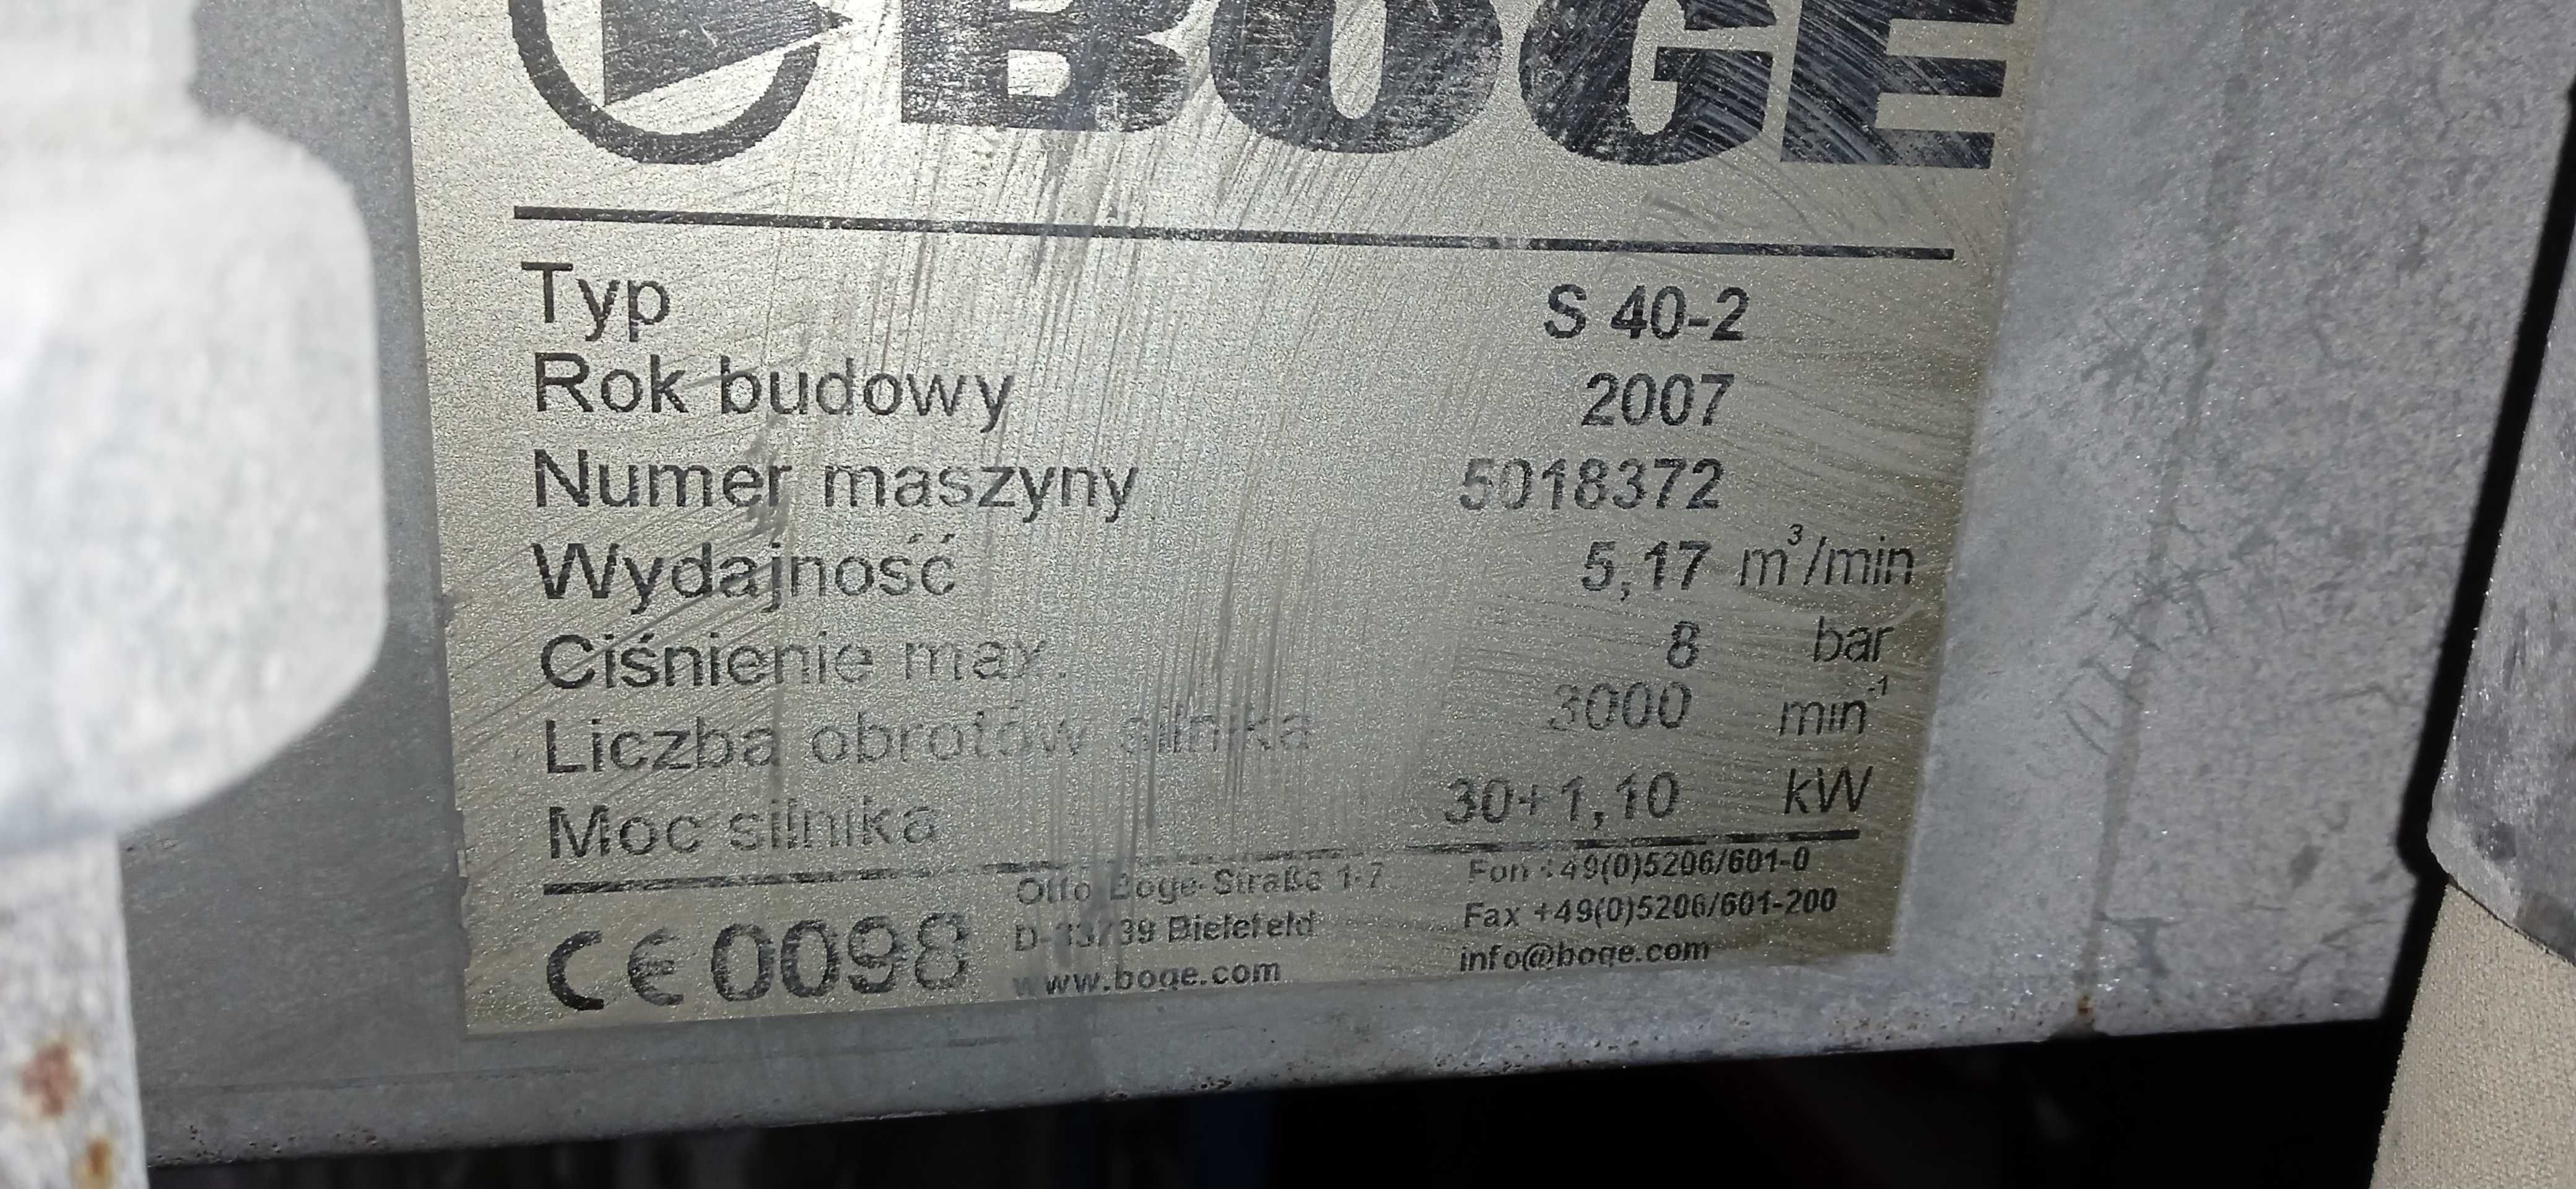 BOGE
Typ S 40-2
Rok budowy 2007
Numer maszyny 5018372
Wydajność 5,17 m³/min
Ciśnienie max. 8 bar
Liczba obrotów silnika 3000 min⁻¹
Moc silnika 30+1,10 kW
CE 0098
Otto-Boge-Straße 1-7
D-33739 Bielefeld
www.boge.com
Fon +49(0)5206/601-0
Fax +49(0)5206/601-200
info@boge.com